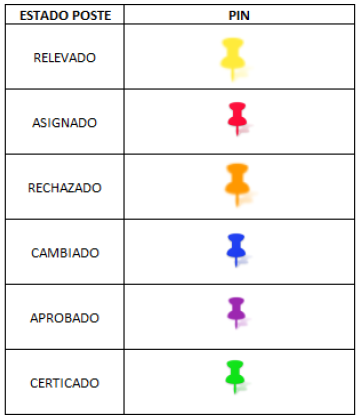 ESTADO POSTE PIN
RELEVADO
ASIGNADO
RECHAZADO
CAMBIADO
APROBADO
CERTICADO